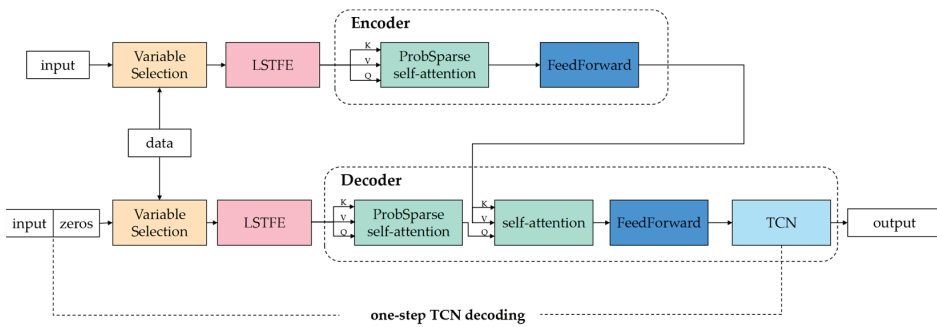 Encoder
input
Variable
Selection
LSTFE
K
V
Q
ProbSparse
self-attention
FeedForward
data
Decoder
input
zeros
Variable
Selection
LSTFE
K
V
Q
ProbSparse
self-attention
K
V
Q
self-attention
FeedForward
TCN
output
one-step TCN decoding